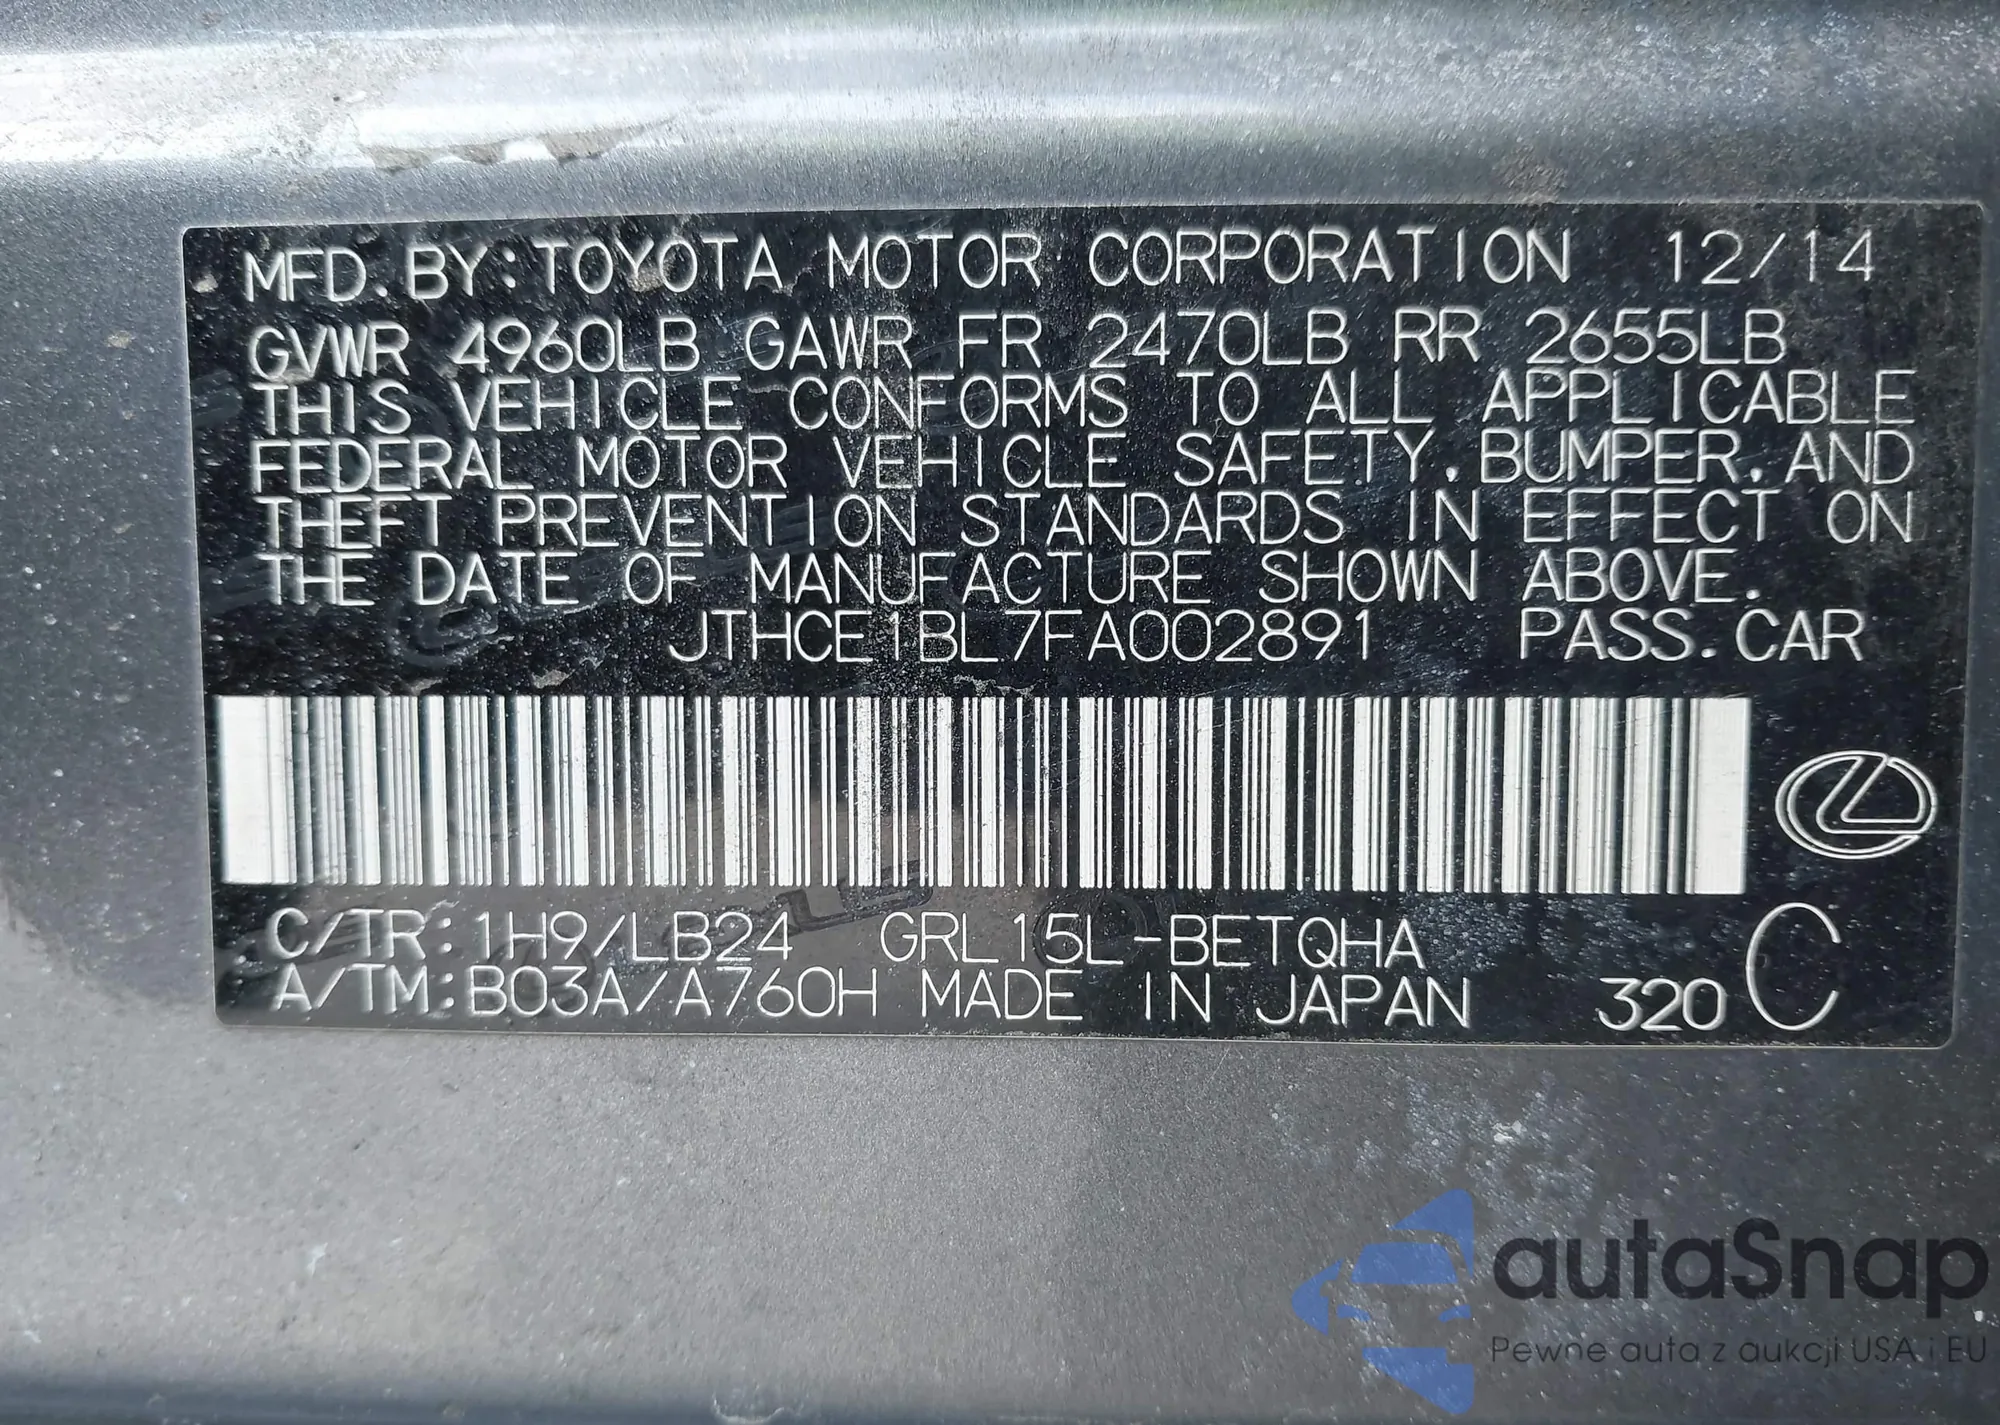 MFD. BY: TOYOTA MOTOR CORPORATION 12/14
GVWR 4960LB GAWR FR 2470LB RR 2655LB
THIS VEHICLE CONFORMS TO ALL APPLICABLE
FEDERAL MOTOR VEHICLE SAFETY, BUMPER, AND
THEFT PREVENTION STANDARDS IN EFFECT ON
THE DATE OF MANUFACTURE SHOWN ABOVE.
JTHCE1BL7FA002891 PASS. CAR
C/TR: 1H9/LB24 GRL15L-BETQHA
A/TM: B03A/A760H MADE IN JAPAN 320 C
autaSnap
Pewne auta z aukcji USA i EU